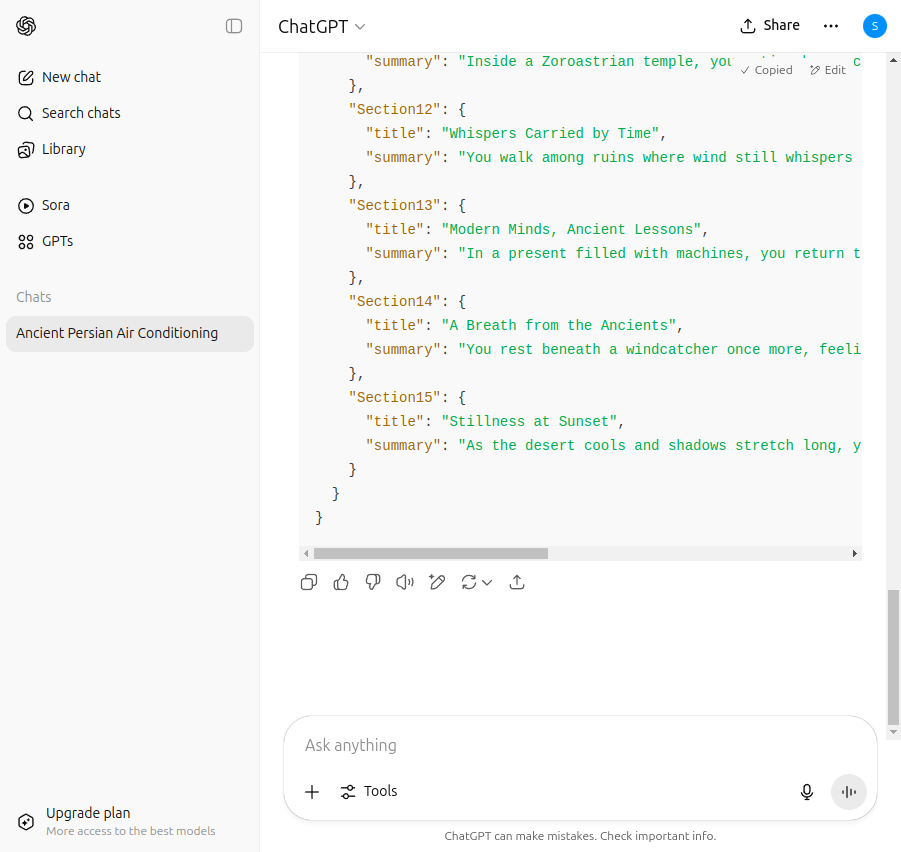 ChatGPT
Share
S
New chat
Search chats
Library
Sora
GPTs
Chats
Ancient Persian Air Conditioning
"summary": "Inside a Zoroastrian temple, you
Copied
Edit
},
"Section12": {
"title": "Whispers Carried by Time",
"summary": "You walk among ruins where wind still whispers
},
"Section13": {
"title": "Modern Minds, Ancient Lessons",
"summary": "In a present filled with machines, you return t
},
"Section14": {
"title": "A Breath from the Ancients",
"summary": "You rest beneath a windcatcher once more, feeli
},
"Section15": {
"title": "Stillness at Sunset",
"summary": "As the desert cools and shadows stretch long, y
}
}
}
Ask anything
Tools
Upgrade plan
More access to the best models
ChatGPT can make mistakes. Check important info.